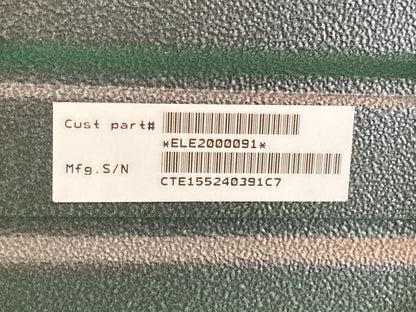 Cust part#
*ELE2000091*
Mfg.S/N
CTE155240391C7